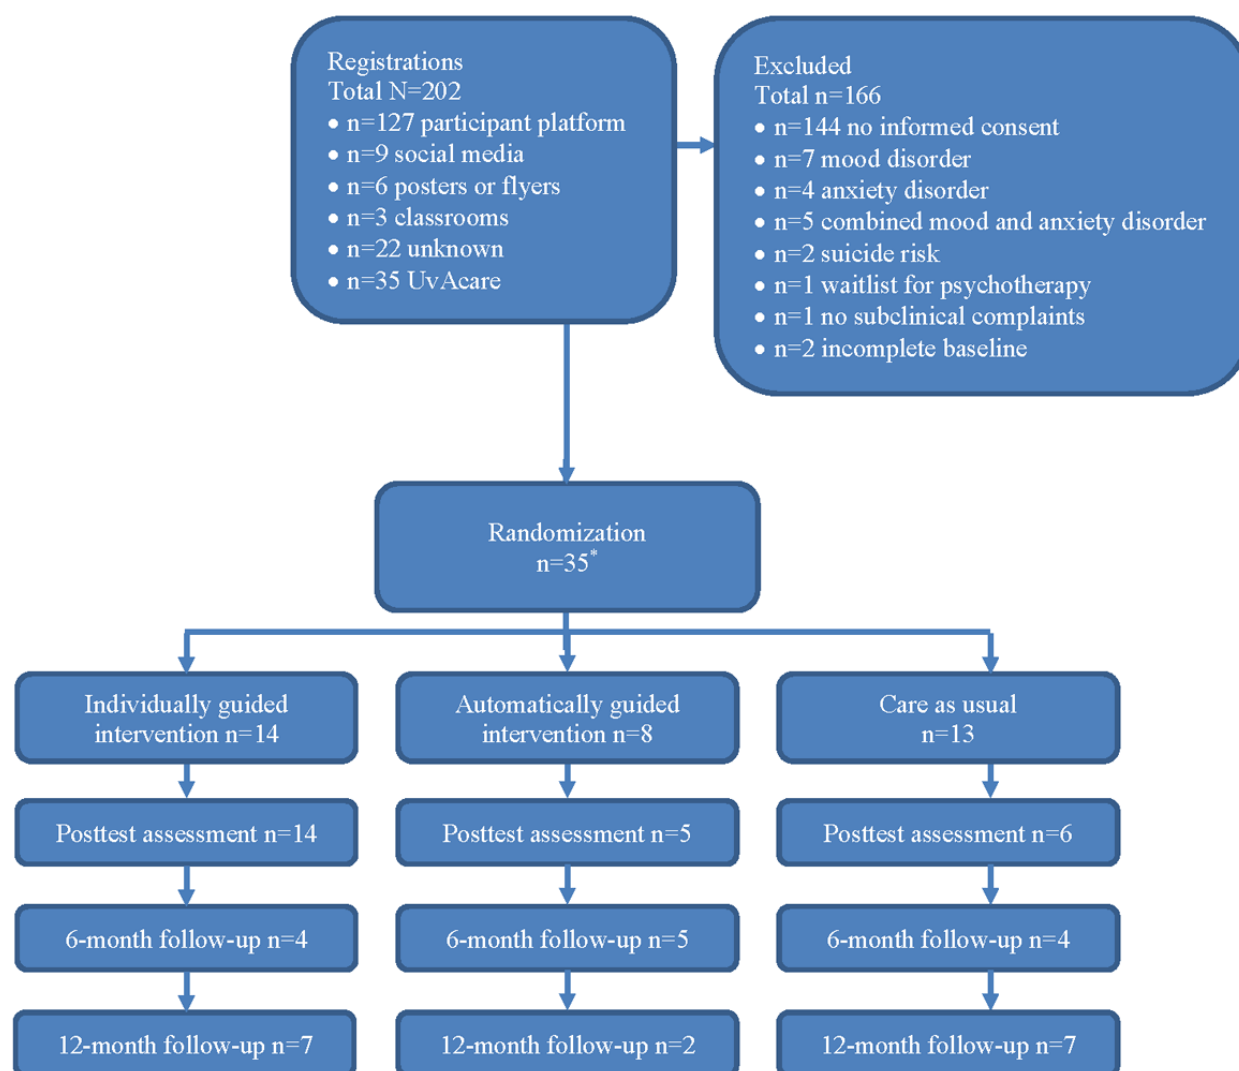 Registrations
Total N=202
• n=127 participant platform
• n=9 social media
• n=6 posters or flyers
• n=3 classrooms
• n=22 unknown
• n=35 UvAcare
Excluded
Total n=166
• n=144 no informed consent
• n=7 mood disorder
• n=4 anxiety disorder
• n=5 combined mood and anxiety disorder
• n=2 suicide risk
• n=1 waitlist for psychotherapy
• n=1 no subclinical complaints
• n=2 incomplete baseline
Randomization
n=35*
Individually guided
intervention n=14
Automatically guided
intervention n=8
Care as usual
n=13
Posttest assessment n=14
Posttest assessment n=5
Posttest assessment n=6
6-month follow-up n=4
6-month follow-up n=5
6-month follow-up n=4
12-month follow-up n=7
12-month follow-up n=2
12-month follow-up n=7